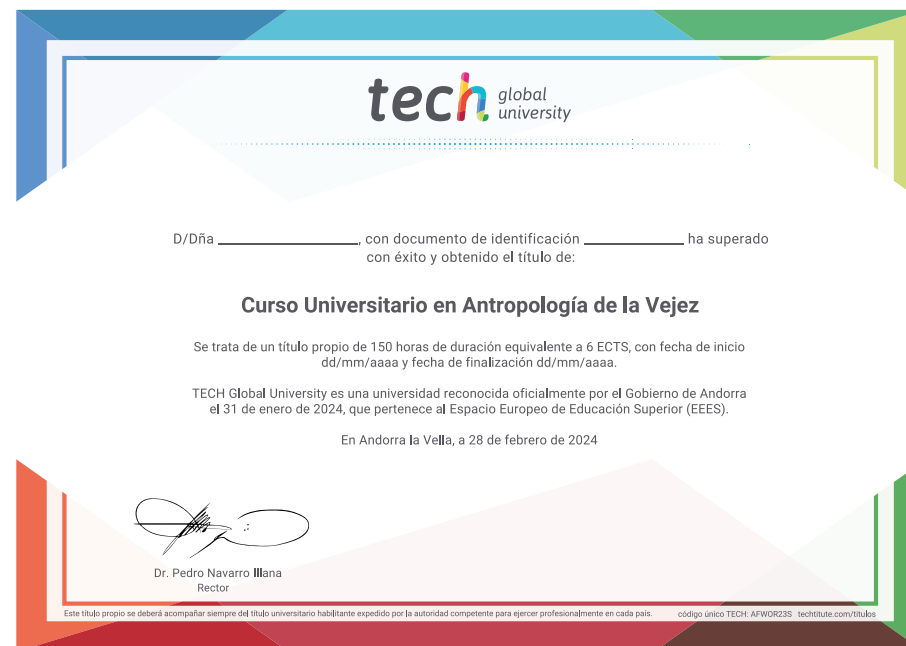 tech global university
D/Dña ______________, con documento de identificación __________ ha superado
con éxito y obtenido el título de:
Curso Universitario en Antropología de la Vejez
Se trata de un título propio de 150 horas de duración equivalente a 6 ECTS, con fecha de inicio
dd/mm/aaaa y fecha de finalización dd/mm/aaaa.
TECH Global University es una universidad reconocida oficialmente por el Gobierno de Andorra
el 31 de enero de 2024, que pertenece al Espacio Europeo de Educación Superior (EEES).
En Andorra la Vella, a 28 de febrero de 2024
Dr. Pedro Navarro Illana
Rector
Este título propio se deberá acompañar siempre del título universitario habilitante expedido por la autoridad competente para ejercer profesionalmente en cada país.
código único TECH: AFWOR23S techtitute.com/titulos